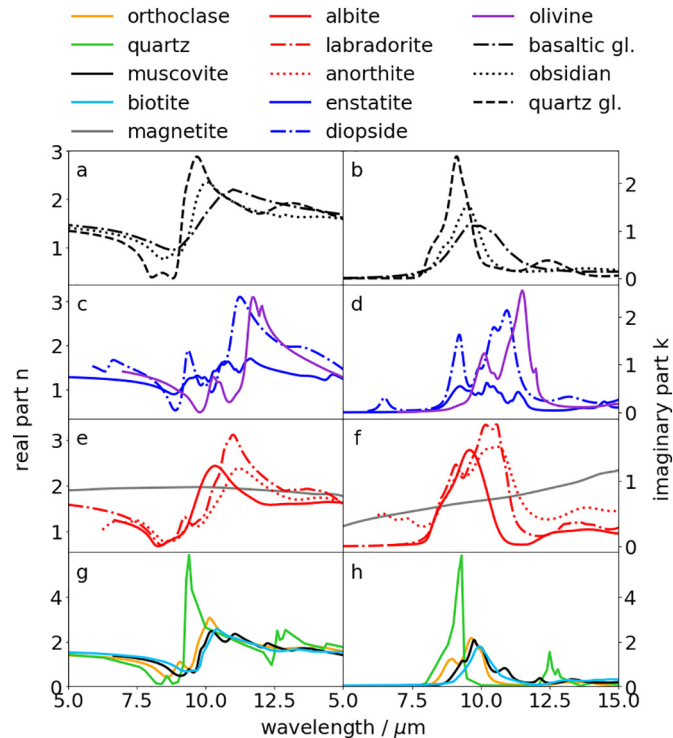 orthoclase albite olivine
quartz labradorite basaltic gl.
muscovite anorthite obsidian
biotite enstatite quartz gl.
magnetite diopside
3 a b
2 2
1 1
0
3 c d
2 2
1 1
0
3 e f
2 1
1 0
g h
4 4
2 2
0 0
5.0 7.5 10.0 12.5 5.0 7.5 10.0 12.5 15.0
real part n
imaginary part k
wavelength / μm